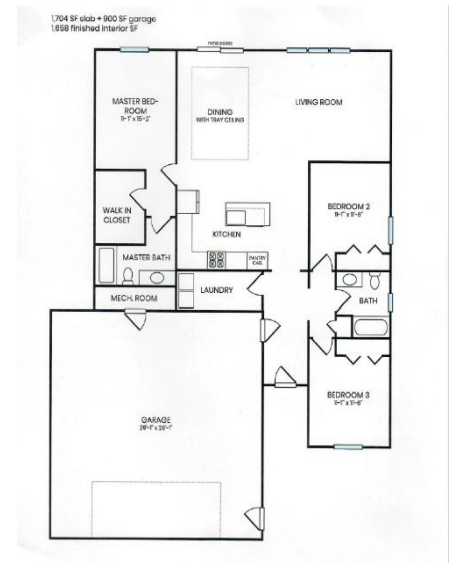 1,704 SF slab + 900 SF garage
1,658 finished interior SF
MASTER BED-
ROOM
11'-1" x 15'-2"
DINING
WITH TRAY CEILING
LIVING ROOM
WALK IN
CLOSET
BEDROOM 2
11'-1" x 11'-6"
KITCHEN
MASTER BATH
PANTRY
CAB.
MECH. ROOM
LAUNDRY
BATH
BEDROOM 3
11'-1" x 11'-6"
GARAGE